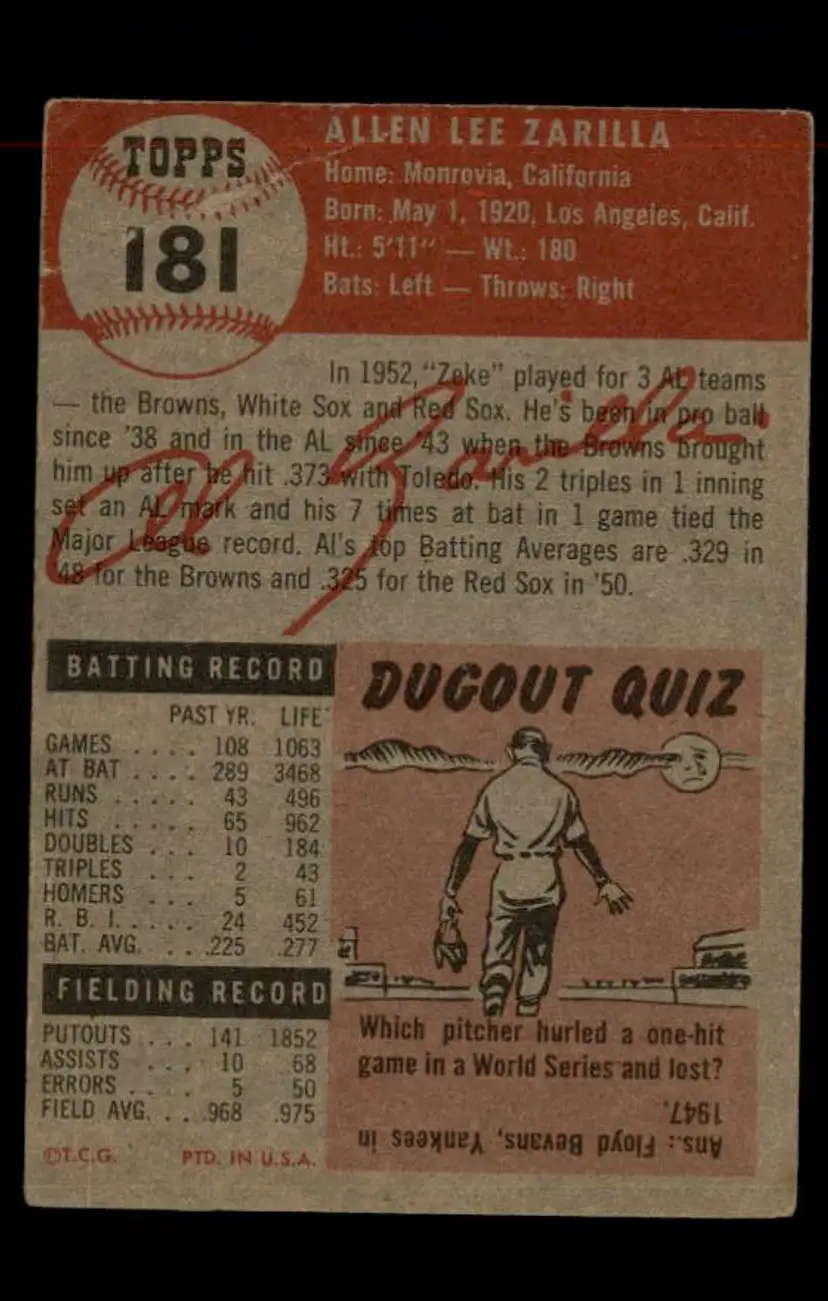 TOPPS
181
ALLEN LEE ZARILLA
Home: Monrovia, California
Born: May 1, 1920, Los Angeles, Calif.
Ht.: 5'11" — Wt.: 180
Bats: Left — Throws: Right
In 1952, "Zeke" played for 3 AL teams
— the Browns, White Sox and Red Sox. He's been in pro ball
since '38 and in the AL since '43 when the Browns brought
him up after he hit .373 with Toledo. His 2 triples in 1 inning
set an AL mark and his 7 times at bat in 1 game tied the
Major League record. Al's top Batting Averages are .329 in
'48 for the Browns and .325 for the Red Sox in '50.
Al Zarilla
BATTING RECORD
PAST YR. LIFE
GAMES .... 108 1063
AT BAT .... 289 3468
RUNS ..... 43 496
HITS ..... 65 962
DOUBLES ... 10 184
TRIPLES ... 2 43
HOMERS ... 5 61
R. B. I. .... 24 452
BAT. AVG. ... .225 .277
FIELDING RECORD
PUTOUTS ... 141 1852
ASSISTS ... 10 68
ERRORS .... 5 50
FIELD AVG. ... .968 .975
©T.C.G. PTD. IN U.S.A.
DUGOUT QUIZ
Which pitcher hurled a one-hit
game in a World Series and lost?
Ans.: Floyd Bevans, Yankees in
1947.